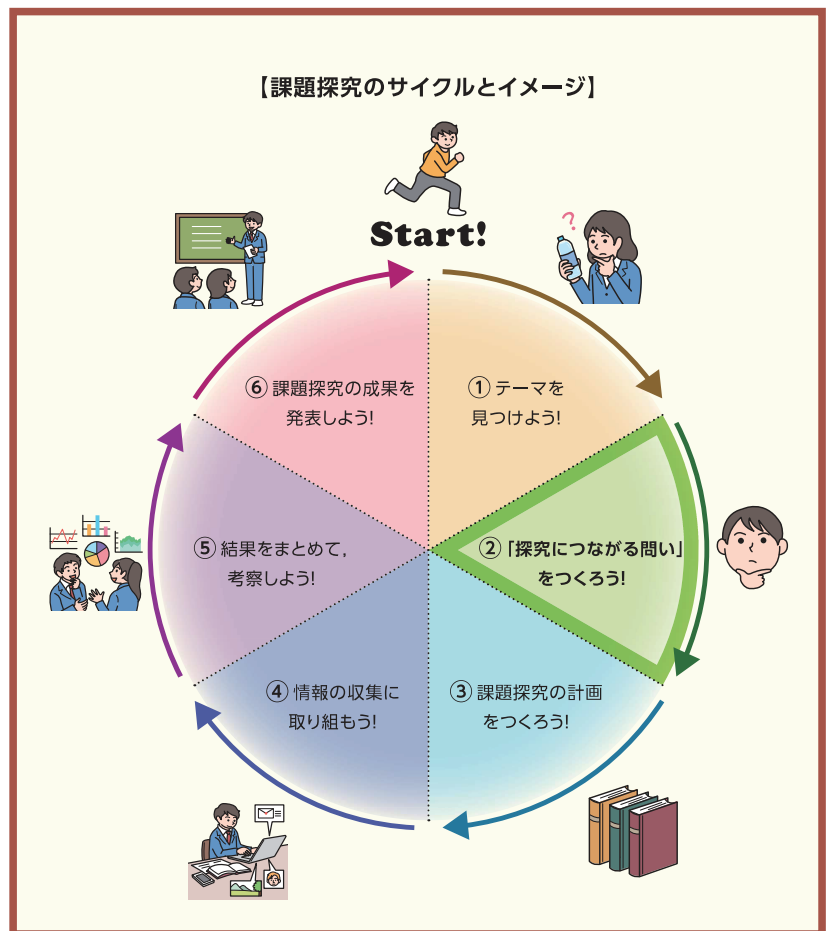 【課題探究のサイクルとイメージ】
Start!
?
① テーマを
見つけよう!
② 「探究につながる問い」
をつくろう!
③ 課題探究の計画
をつくろう!
④ 情報の収集に
取り組もう!
⑤ 結果をまとめて,
考察しよう!
⑥ 課題探究の成果を
発表しよう!